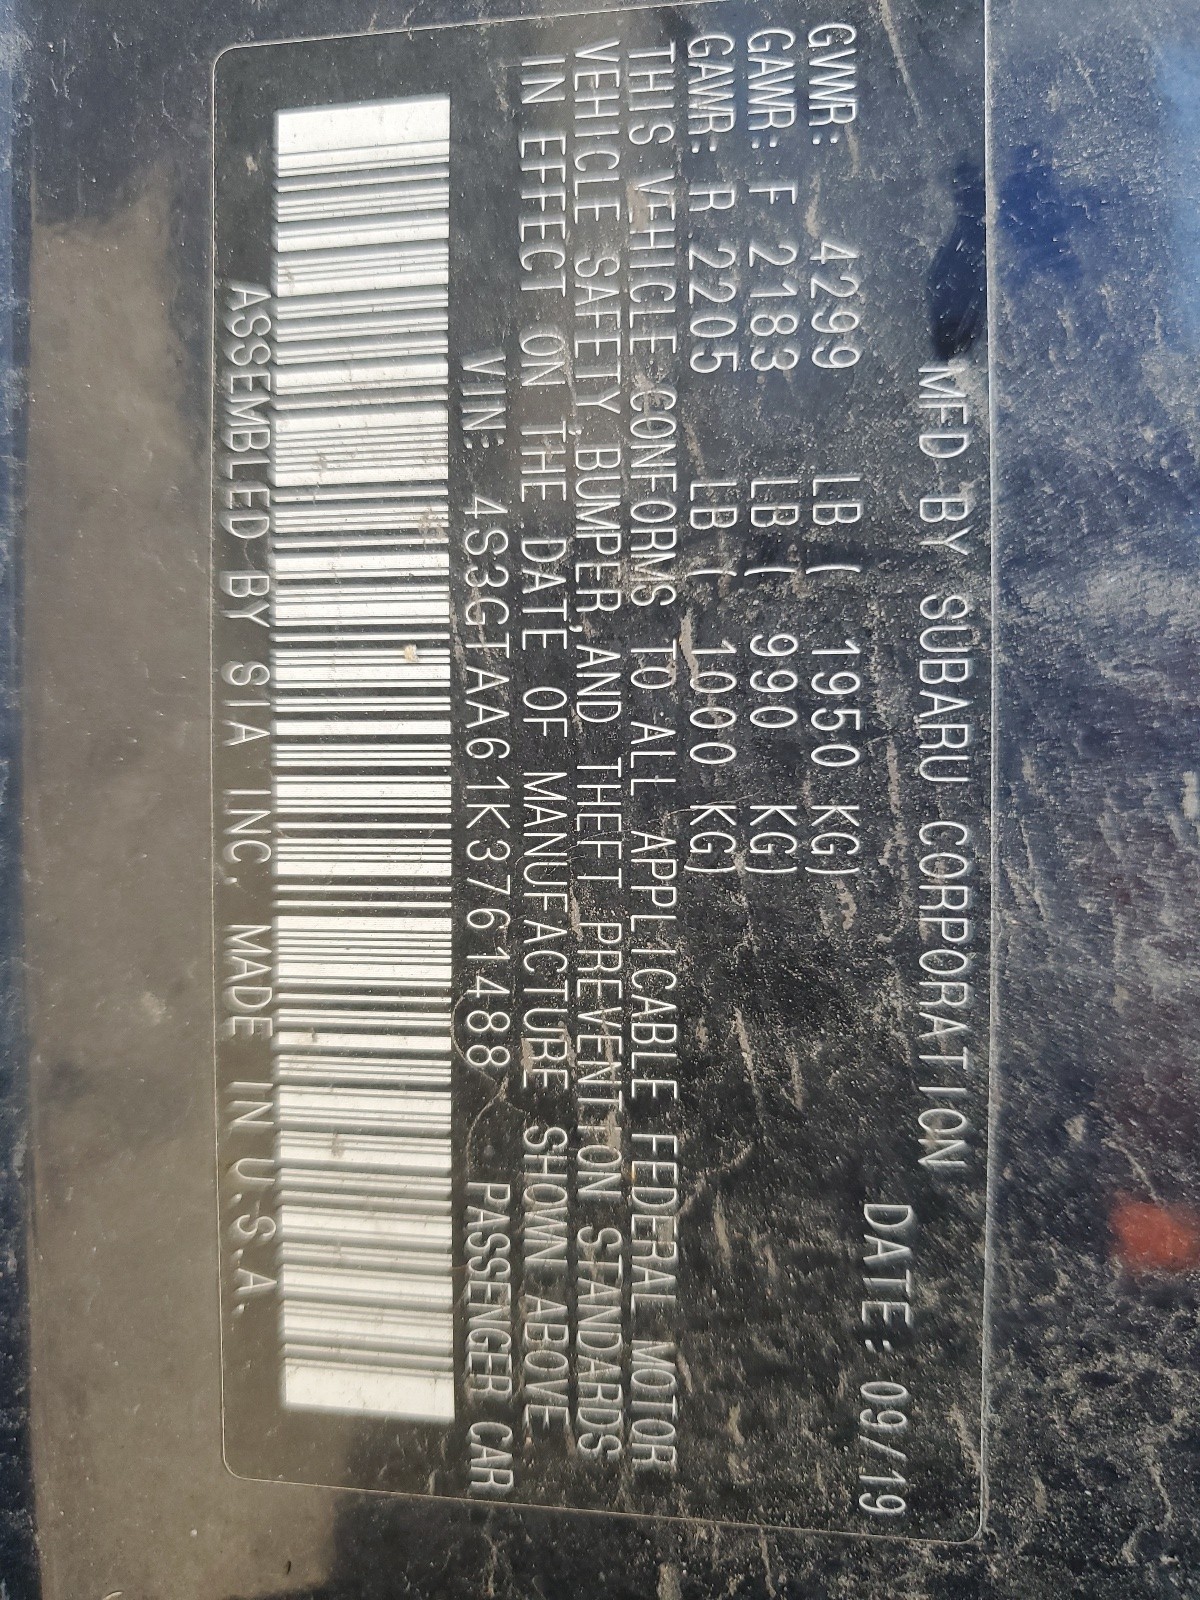 MFD BY SUBARU CORPORATION
DATE: 09/19
GVWR: 4299 LB( 1950 KG)
GAWR: F 2183 LB( 990 KG)
GAWR: R 2205 LB( 1000 KG)
THIS VEHICLE CONFORMS TO ALL APPLICABLE FEDERAL MOTOR
VEHICLE SAFETY, BUMPER, AND THEFT PREVENTION STANDARDS
IN EFFECT ON THE DATE OF MANUFACTURE SHOWN ABOVE
VIN: 4S3GTAA61K3761488 PASSENGER CAR
ASSEMBLED BY SIA INC, MADE IN U.S.A.